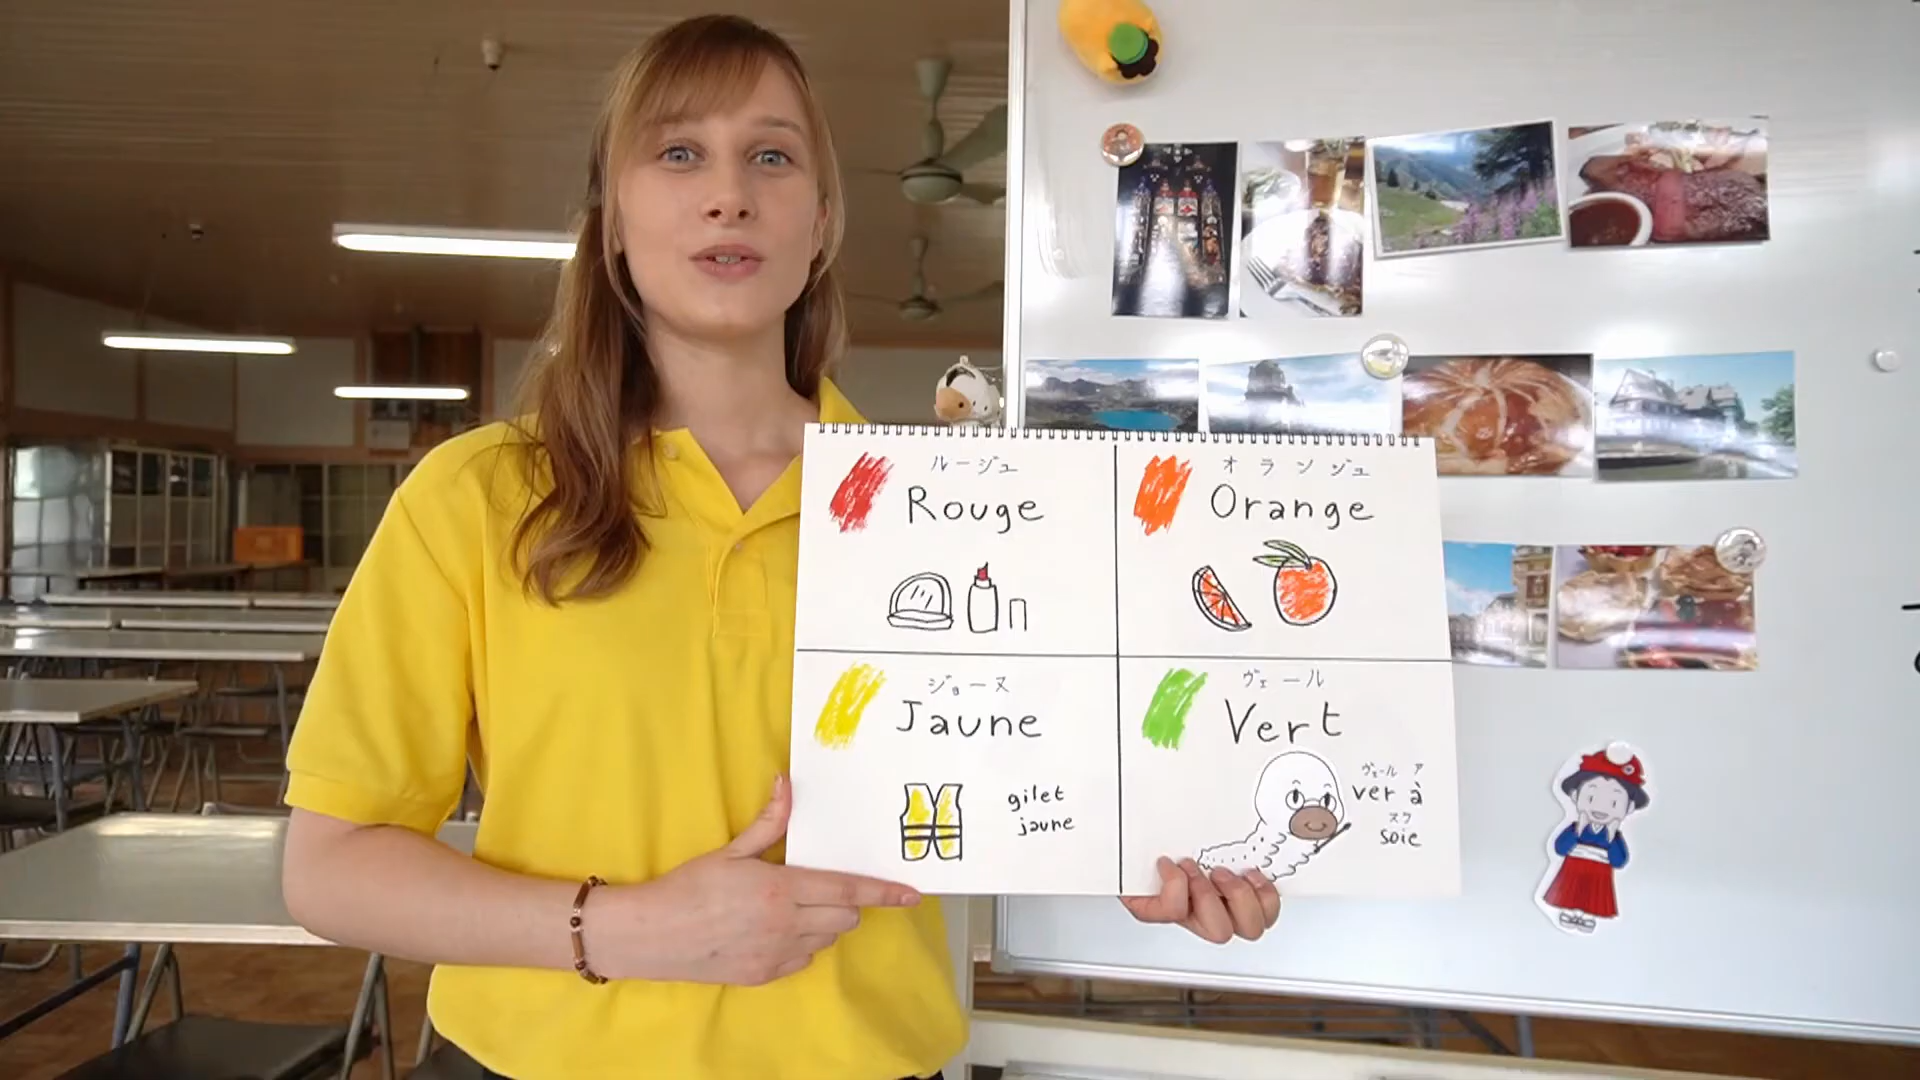 ルージュ
Rouge
オランジュ
Orange
ジョーヌ
Jaune
gilet
jaune
ヴェール
Vert
ヴェール ア
ver à
スワ
soie